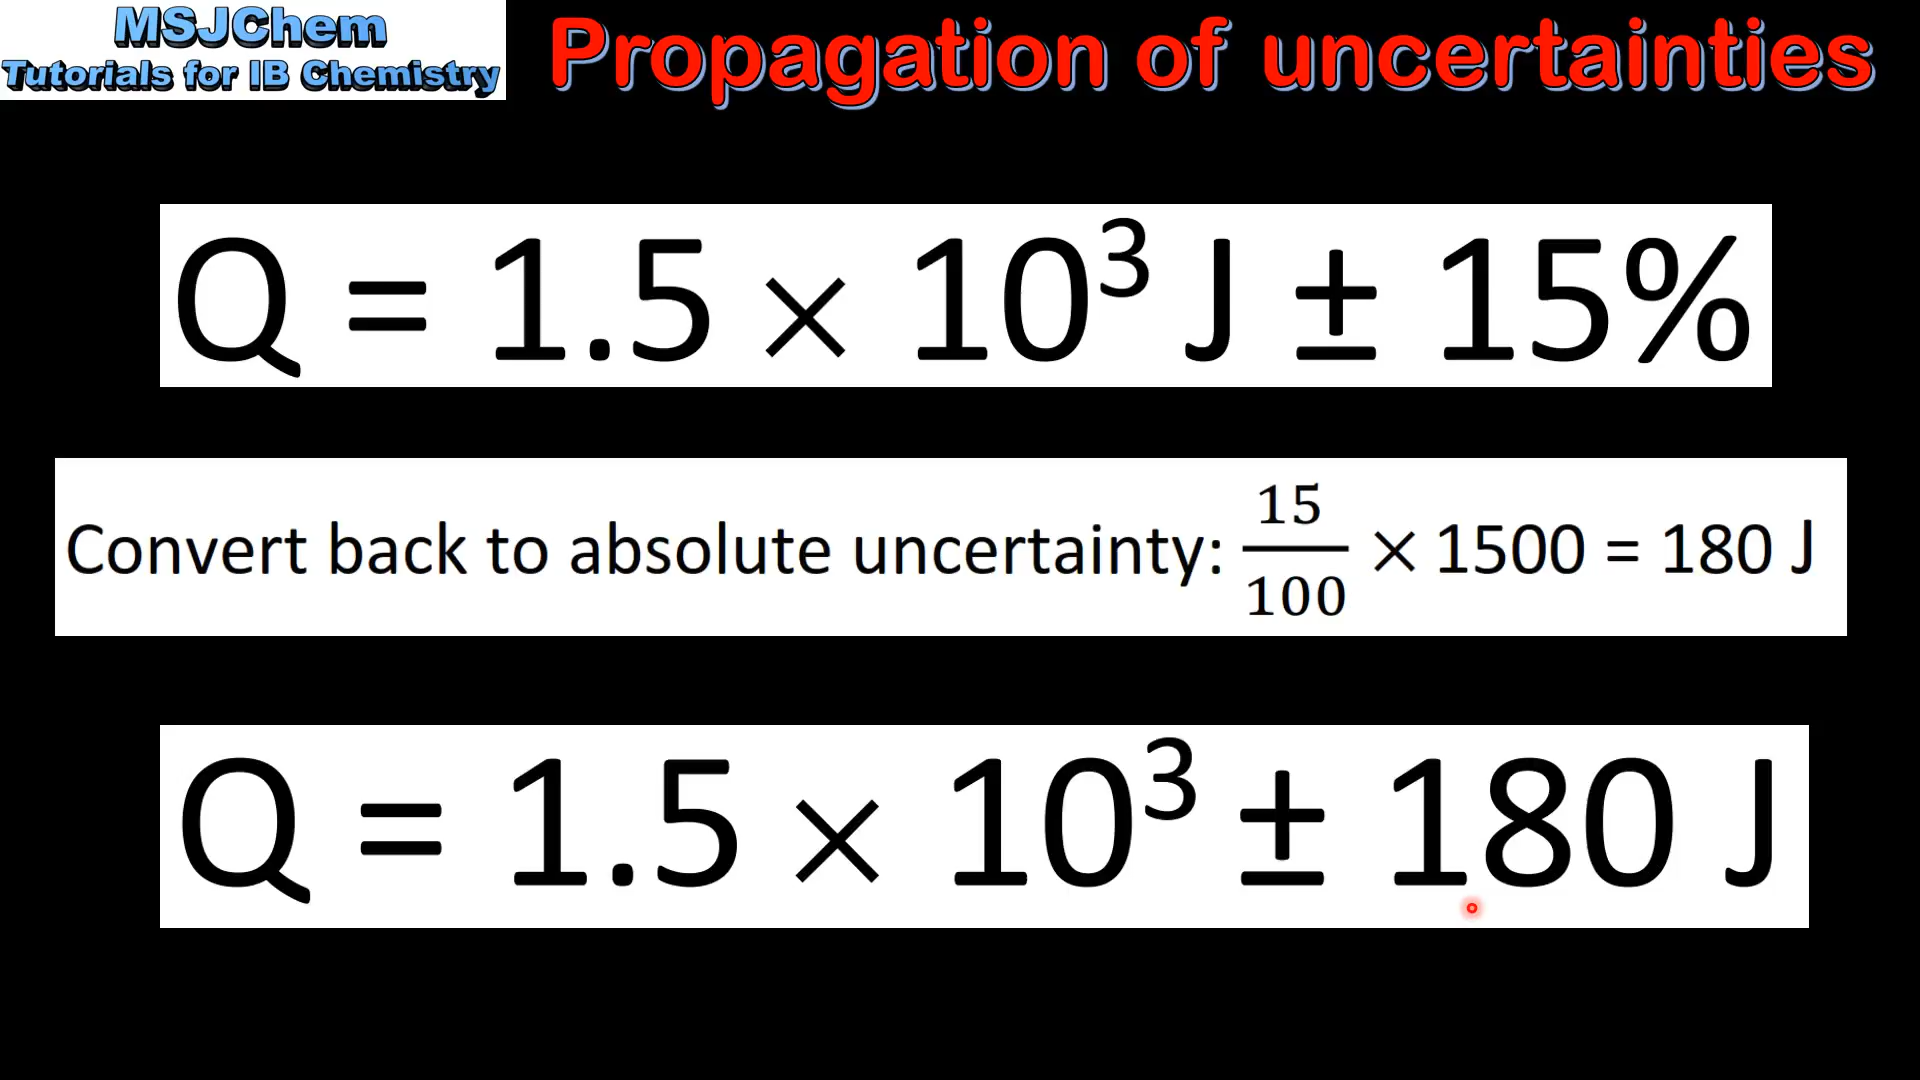 MSJChem
Tutorials for IB Chemistry
Propagation of uncertainties
Q = 1.5 × 10³ J ± 15%
Convert back to absolute uncertainty: 15/100 × 1500 = 180 J
Q = 1.5 × 10³ ± 180 J